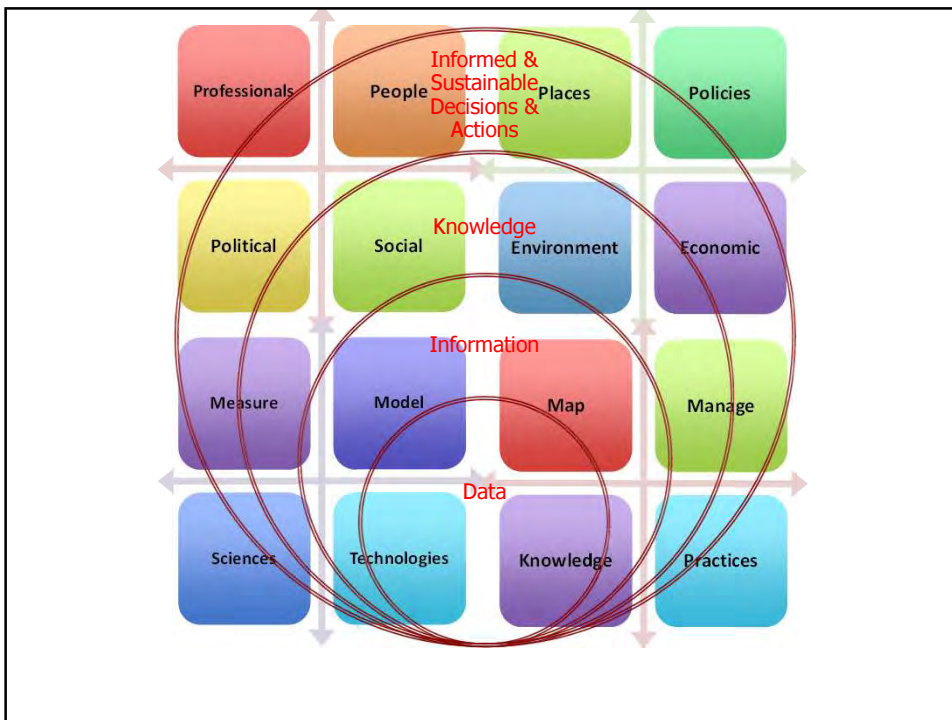 Informed &
Sustainable
Decisions &
Actions
Professionals
People
Places
Policies
Knowledge
Political
Social
Environment
Economic
Information
Measure
Model
Map
Manage
Data
Sciences
Technologies
Knowledge
Practices